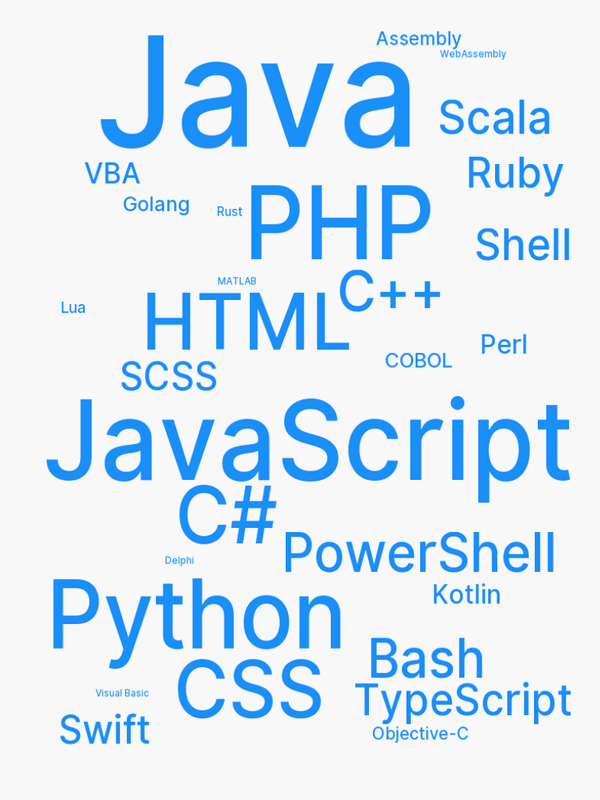 Assembly
WebAssembly
Java
Scala
VBA
Ruby
Golang
Rust
PHP
Shell
MATLAB
C++
Lua
HTML
Perl
COBOL
SCSS
JavaScript
C#
PowerShell
Delphi
Kotlin
Python
Bash
CSS
TypeScript
Visual Basic
Swift
Objective-C